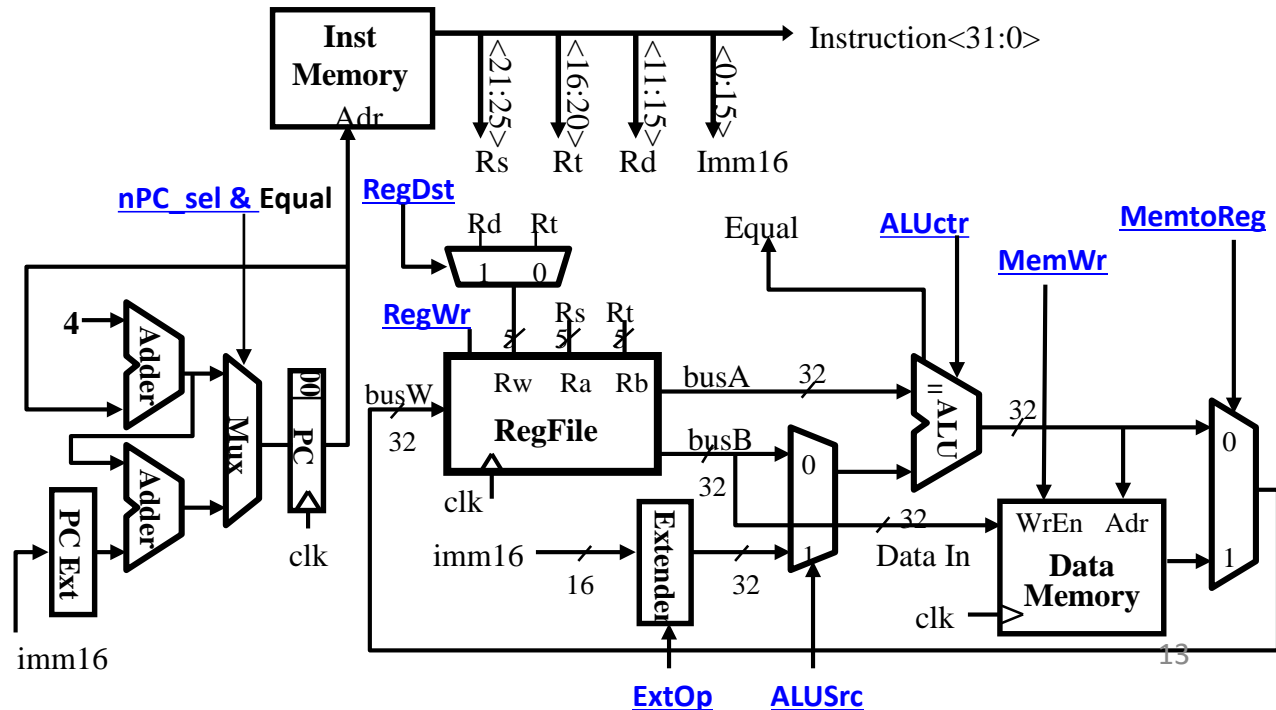 Inst
Memory
Adr
Instruction<31:0>
<21:25>
<16:20>
<11:15>
<0:15>
Rs
Rt
Rd
Imm16
nPC_sel & Equal
RegDst
Rd
Rt
1
0
Equal
ALUctr
MemtoReg
MemWr
4
Adder
Mux
00
PC
Adder
PC Ext
imm16
clk
RegWr
Rs
Rt
5
5
5
busW
32
Rw
Ra
Rb
RegFile
clk
busA
32
busB
32
0
1
imm16
16
Extender
32
=
ALU
32
32
Data In
WrEn
Adr
Data
Memory
clk
0
1
ExtOp
ALUSrc
13